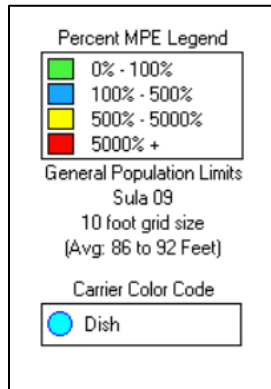 Percent MPE Legend
0% - 100%
100% - 500%
500% - 5000%
5000% +
General Population Limits
Sula 09
10 foot grid size
(Avg: 86 to 92 Feet)
Carrier Color Code
Dish